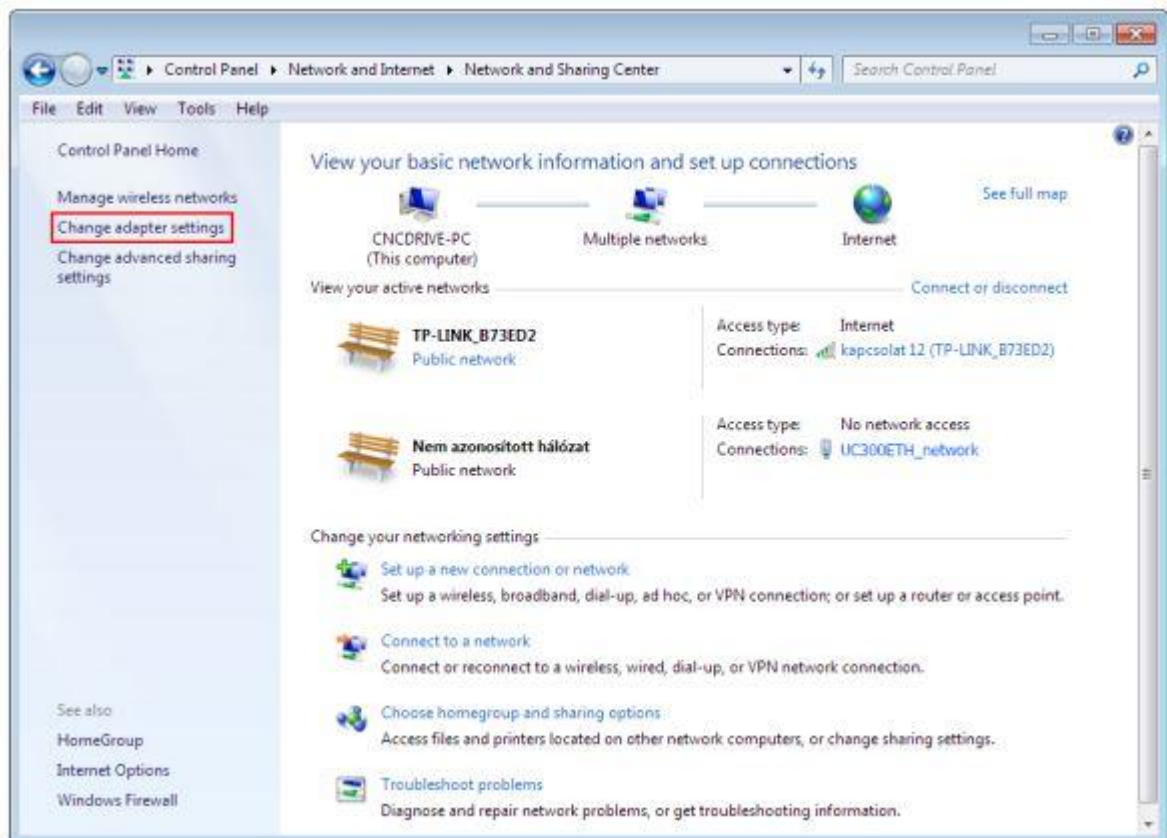 Control Panel ▸ Network and Internet ▸ Network and Sharing Center
Search Control Panel
File Edit View Tools Help
Control Panel Home
Manage wireless networks
Change adapter settings
Change advanced sharing
settings
See also
HomeGroup
Internet Options
Windows Firewall
View your basic network information and set up connections
See full map
CNCDRIVE-PC
(This computer)
Multiple networks
Internet
View your active networks
Connect or disconnect
TP-LINK_B73ED2
Public network
Access type: Internet
Connections: kapcsolat 12 (TP-LINK_B73ED2)
Nem azonosított hálózat
Public network
Access type: No network access
Connections: UC300ETH_network
Change your networking settings
Set up a new connection or network
Set up a wireless, broadband, dial-up, ad hoc, or VPN connection; or set up a router or access point.
Connect to a network
Connect or reconnect to a wireless, wired, dial-up, or VPN network connection.
Choose homegroup and sharing options
Access files and printers located on other network computers, or change sharing settings.
Troubleshoot problems
Diagnose and repair network problems, or get troubleshooting information.